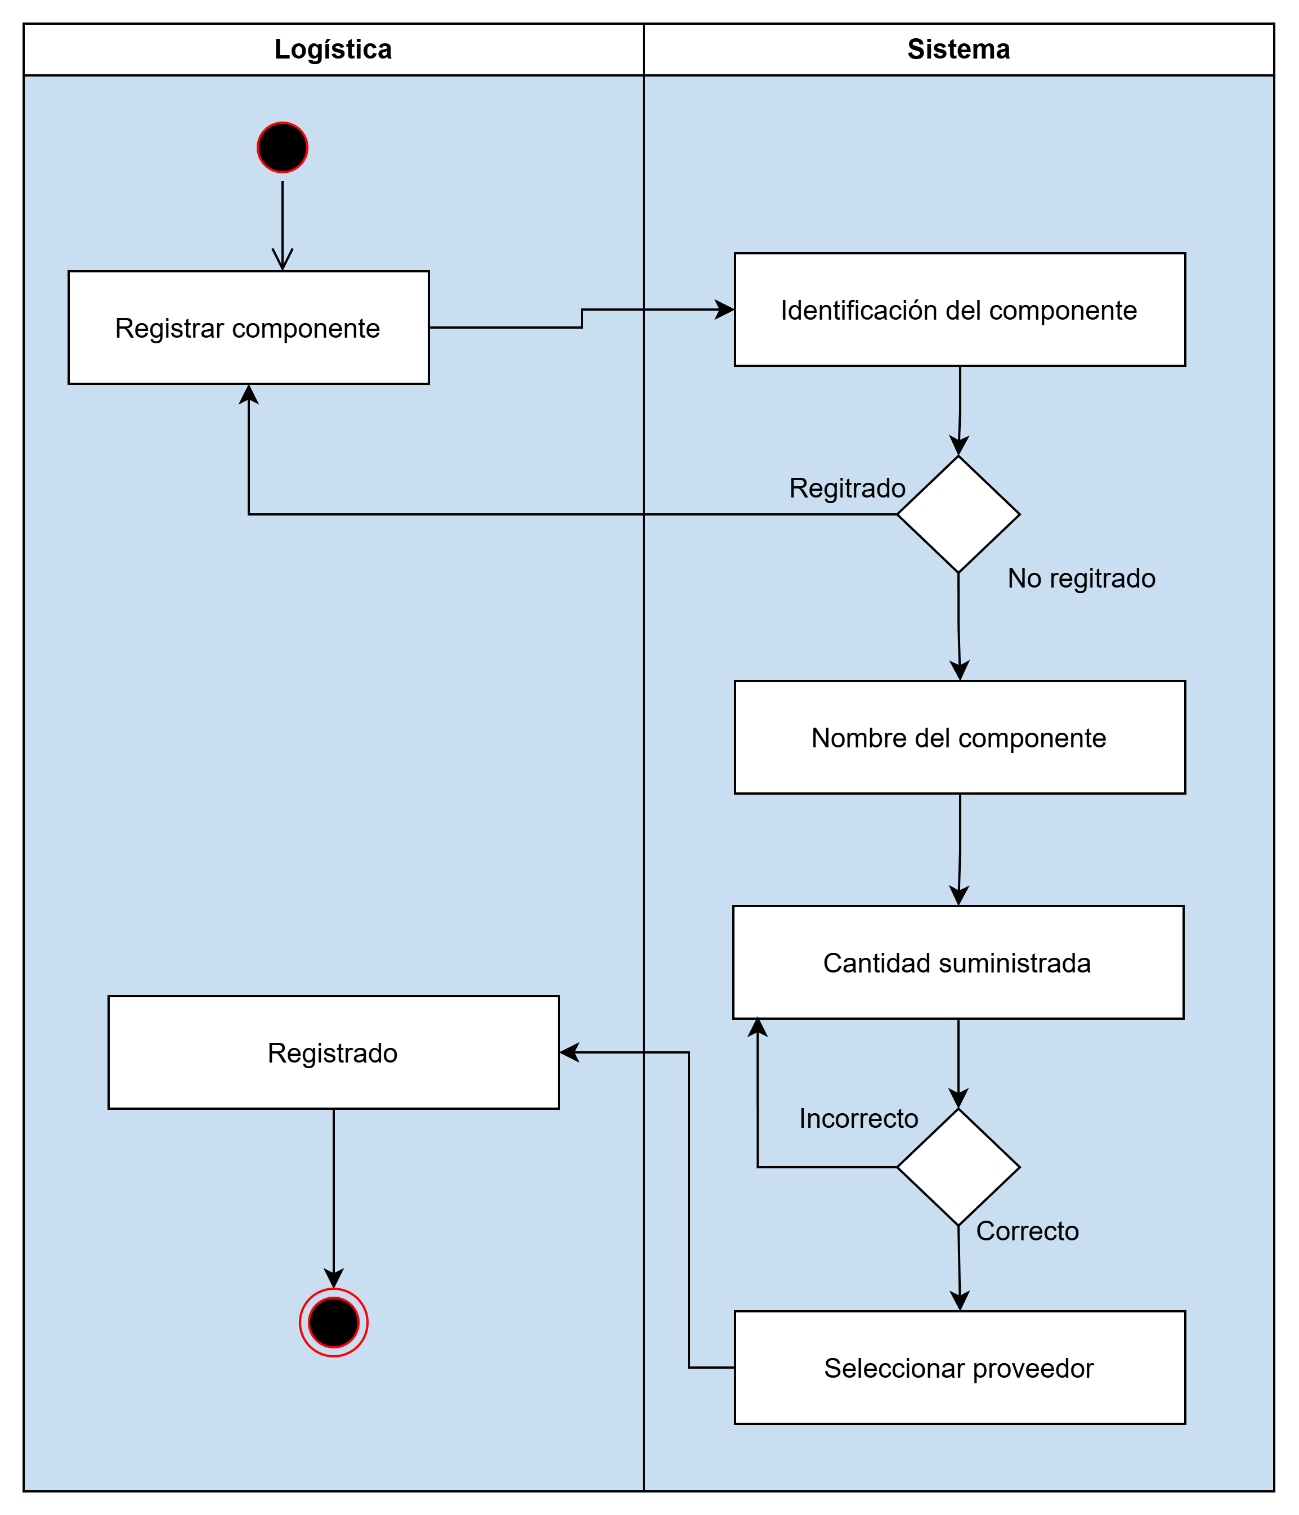 Logística
Sistema
Identificación del componente
Registrar componente
Regitrado
No regitrado
Nombre del componente
Cantidad suministrada
Registrado
Incorrecto
Correcto
Seleccionar proveedor